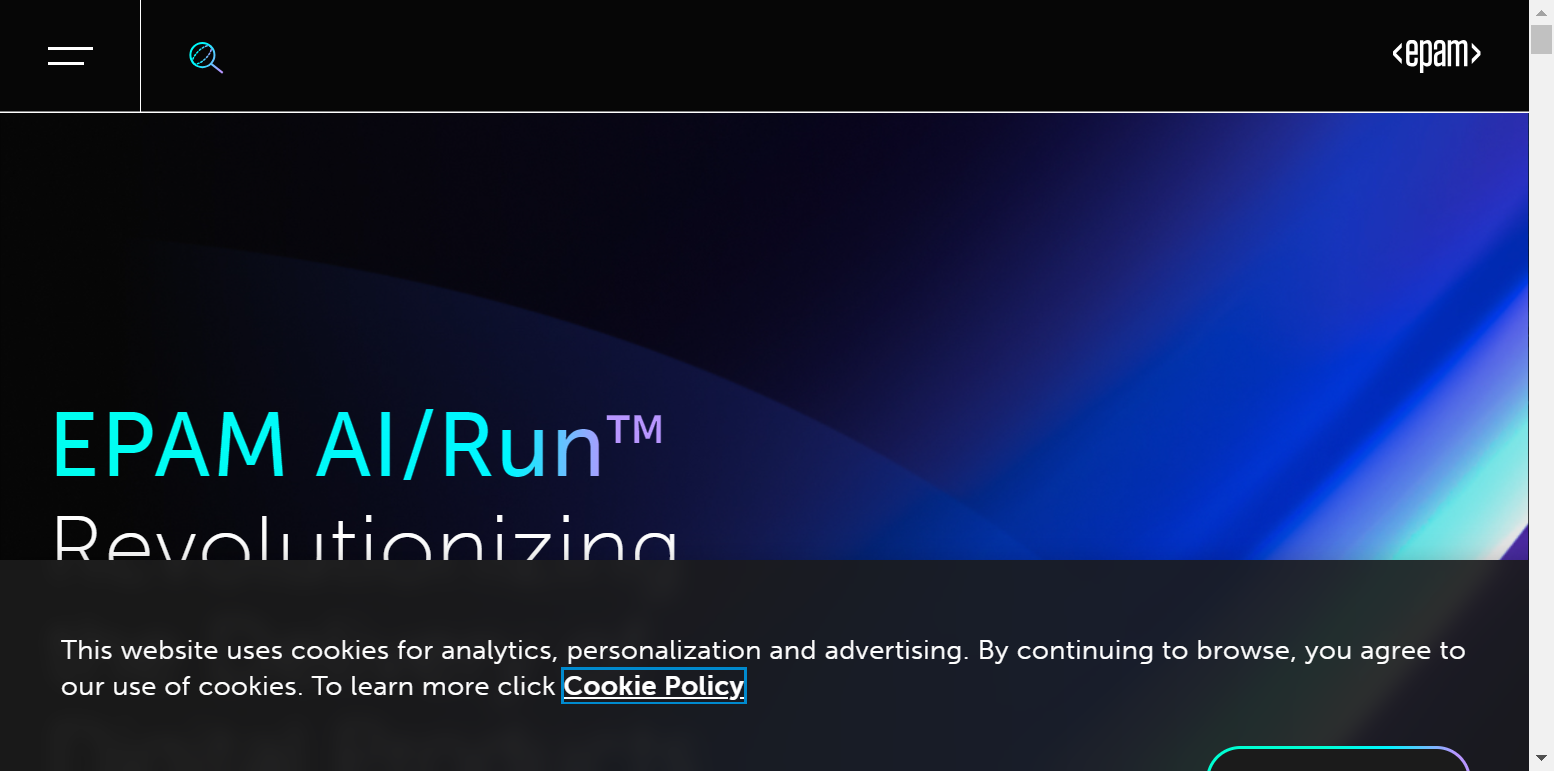 <epam>
EPAM AI/Run™
Revolutionizing
This website uses cookies for analytics, personalization and advertising. By continuing to browse, you agree to
our use of cookies. To learn more click Cookie Policy